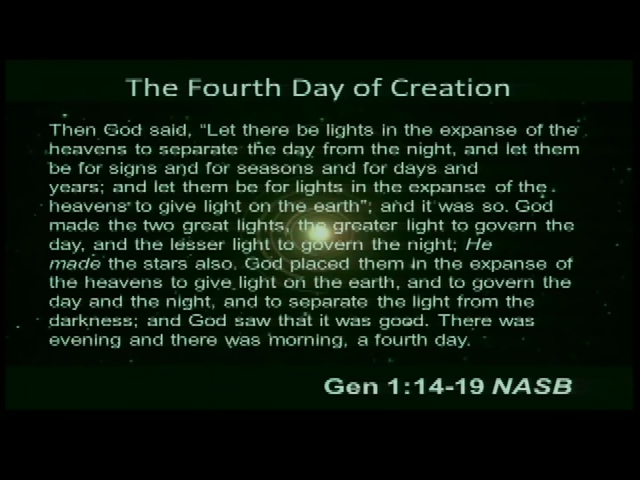 The Fourth Day of Creation
Then God said, “Let there be lights in the expanse of the
heavens to separate the day from the night, and let them
be for signs and for seasons and for days and
years; and let them be for lights in the expanse of the
heavens to give light on the earth”; and it was so. God
made the two great lights, the greater light to govern the
day, and the lesser light to govern the night; He
made the stars also. God placed them in the expanse of
the heavens to give light on the earth, and to govern the
day and the night, and to separate the light from the
darkness; and God saw that it was good. There was
evening and there was morning, a fourth day.
Gen 1:14-19 NASB